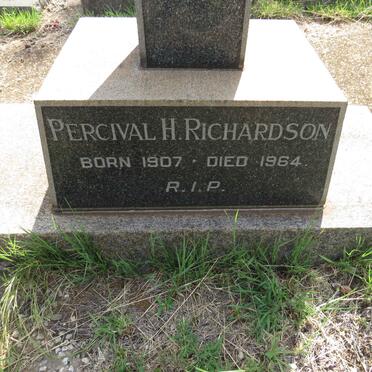 PERCIVAL H. RICHARDSON
BORN 1907 · DIED 1964.
R.I.P.